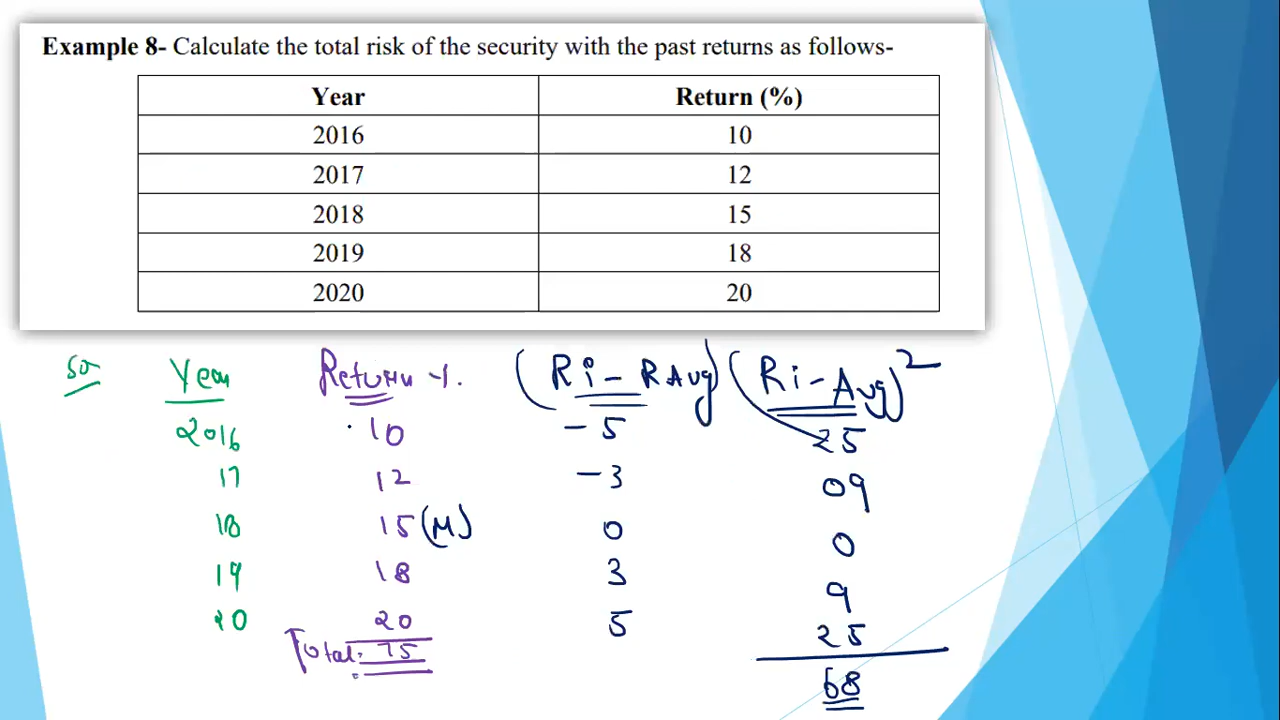 Example 8- Calculate the total risk of the security with the past returns as follows-
Year Return (%)
2016 10
2017 12
2018 15
2019 18
2020 20
Year Return (Ri - RAvg) (Ri - Avg)2
2016 10 -5 25
17 12 -3 09
18 15 (M) 0 0
19 18 3 9
20 20 5 25
Total: 75
68